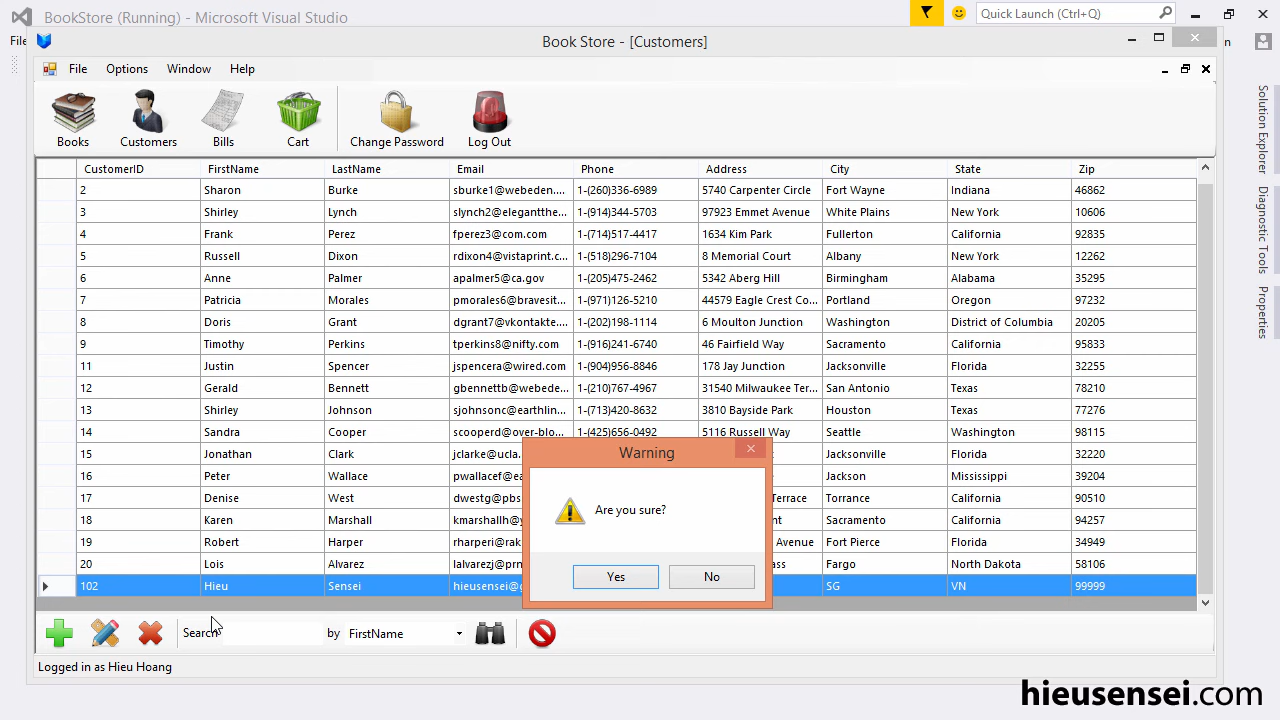 BookStore (Running) - Microsoft Visual Studio
Quick Launch (Ctrl+Q)
Book Store - [Customers]
File Options Window Help
Books Customers Bills Cart Change Password Log Out
CustomerID FirstName LastName Email Phone Address City State Zip
2 Sharon Burke sburke1@webeden.... 1-(260)336-6989 5740 Carpenter Circle Fort Wayne Indiana 46862
3 Shirley Lynch slynch2@elegantthe... 1-(914)344-5703 97923 Emmet Avenue White Plains New York 10606
4 Frank Perez fperez3@com.com 1-(714)517-4417 1634 Kim Park Fullerton California 92835
5 Russell Dixon rdixon4@vistaprint.c... 1-(518)296-7104 8 Memorial Court Albany New York 12262
6 Anne Palmer apalmer5@ca.gov 1-(205)475-2462 5342 Aberg Hill Birmingham Alabama 35295
7 Patricia Morales pmorales6@bravesit... 1-(971)126-5210 44579 Eagle Crest Co... Portland Oregon 97232
8 Doris Grant dgrant7@vkontakte.... 1-(202)198-1114 6 Moulton Junction Washington District of Columbia 20205
9 Timothy Perkins tperkins8@nifty.com 1-(916)241-6740 46 Fairfield Way Sacramento California 95833
11 Justin Spencer jspencera@wired.com 1-(904)956-8846 178 Jay Junction Jacksonville Florida 32255
12 Gerald Bennett gbennettb@webede... 1-(210)767-4967 31540 Milwaukee Ter... San Antonio Texas 78210
13 Shirley Johnson sjohnsonc@earthlin... 1-(713)420-8632 3810 Bayside Park Houston Texas 77276
14 Sandra Cooper scooperd@over-blo... 1-(425)656-0492 5116 Russell Way Seattle Washington 98115
15 Jonathan Clark jclarke@ucla. Jacksonville Florida 32220
16 Peter Wallace pwallacef@ea Jackson Mississippi 39204
17 Denise West dwestg@pbs Terrace Torrance California 90510
18 Karen Marshall kmarshallh@y Sacramento California 94257
19 Robert Harper rharperi@rak Avenue Fort Pierce Florida 34949
20 Lois Alvarez lalvarezj@prn Fargo North Dakota 58106
102 Hieu Sensei hieusensei@g SG VN 99999
Warning
Are you sure?
Yes No
Search by FirstName
Logged in as Hieu Hoang
Solution Explorer
Diagnostic Tools
Properties
hieusensei.com